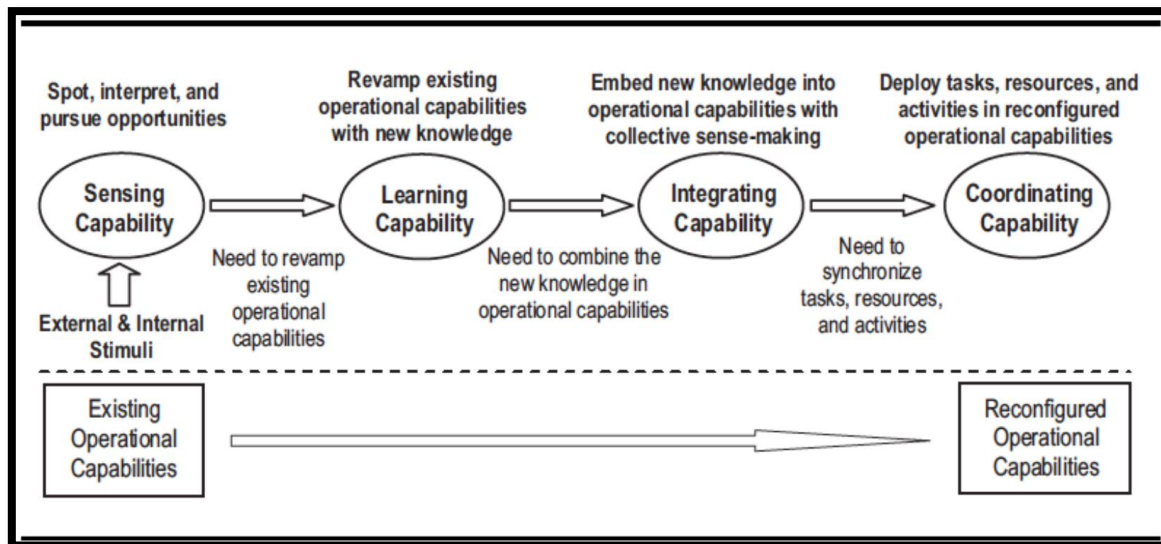 Spot, interpret, and
pursue opportunities
Revamp existing
operational capabilities
with new knowledge
Embed new knowledge into
operational capabilities with
collective sense-making
Deploy tasks, resources, and
activities in reconfigured
operational capabilities
Sensing
Capability
Learning
Capability
Integrating
Capability
Coordinating
Capability
Need to revamp
existing
operational
capabilities
Need to combine the
new knowledge in
operational capabilities
Need to
synchronize
tasks, resources,
and activities
External & Internal
Stimuli
Existing
Operational
Capabilities
Reconfigured
Operational
Capabilities